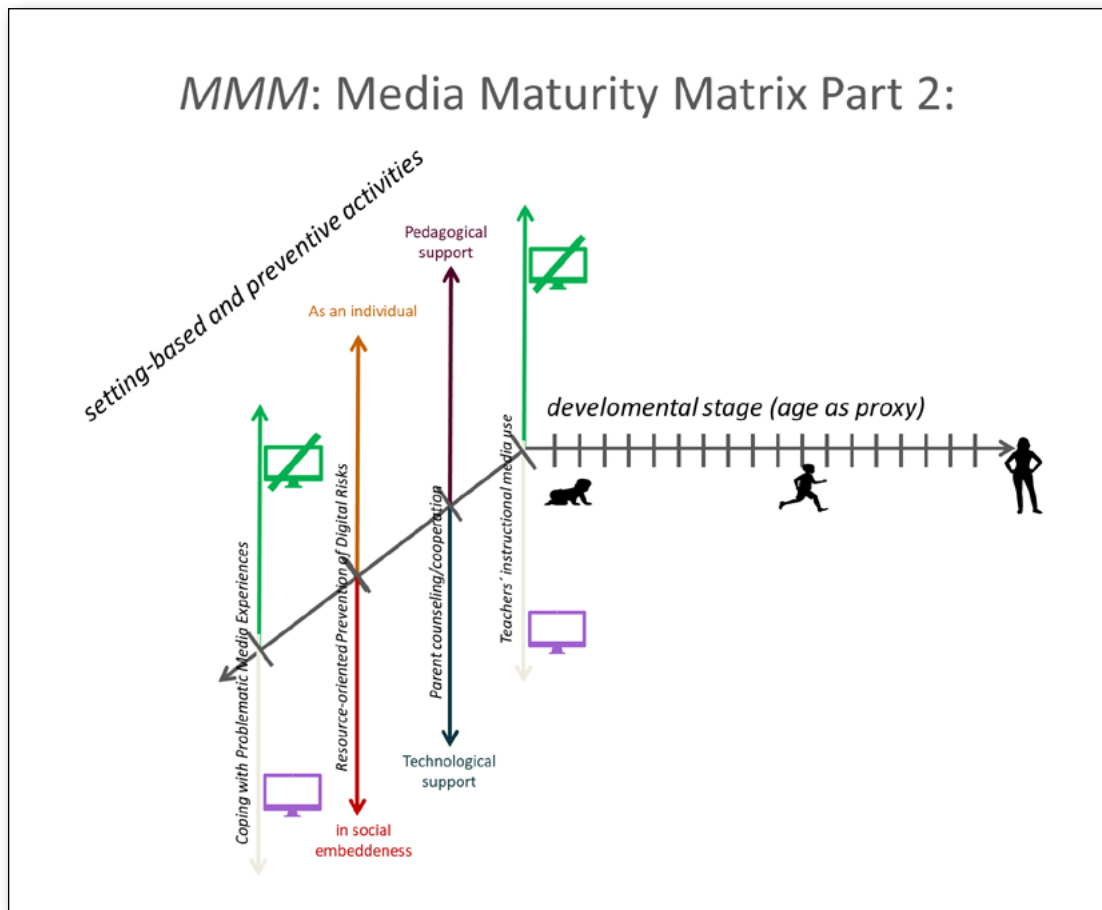 MMM: Media Maturity Matrix Part 2:
setting-based and preventive activities
Pedagogical
support
As an individual
develomental stage (age as proxy)
Coping with Problematic Media Experiences
Resource-oriented Prevention of Digital Risks
Parent counseling/cooperation
Teachers´ instructional media use
Technological
support
in social
embeddeness